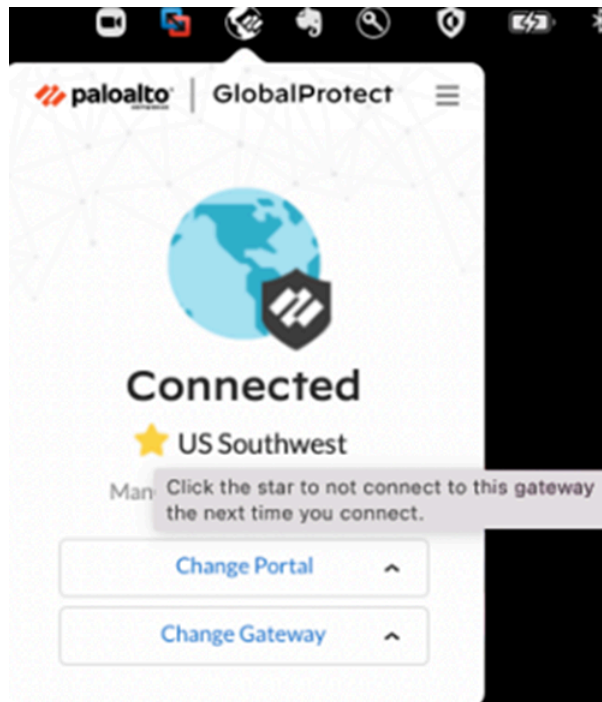 paloalto | GlobalProtect
Connected
US Southwest
Man
Click the star to not connect to this gateway
the next time you connect.
Change Portal
Change Gateway